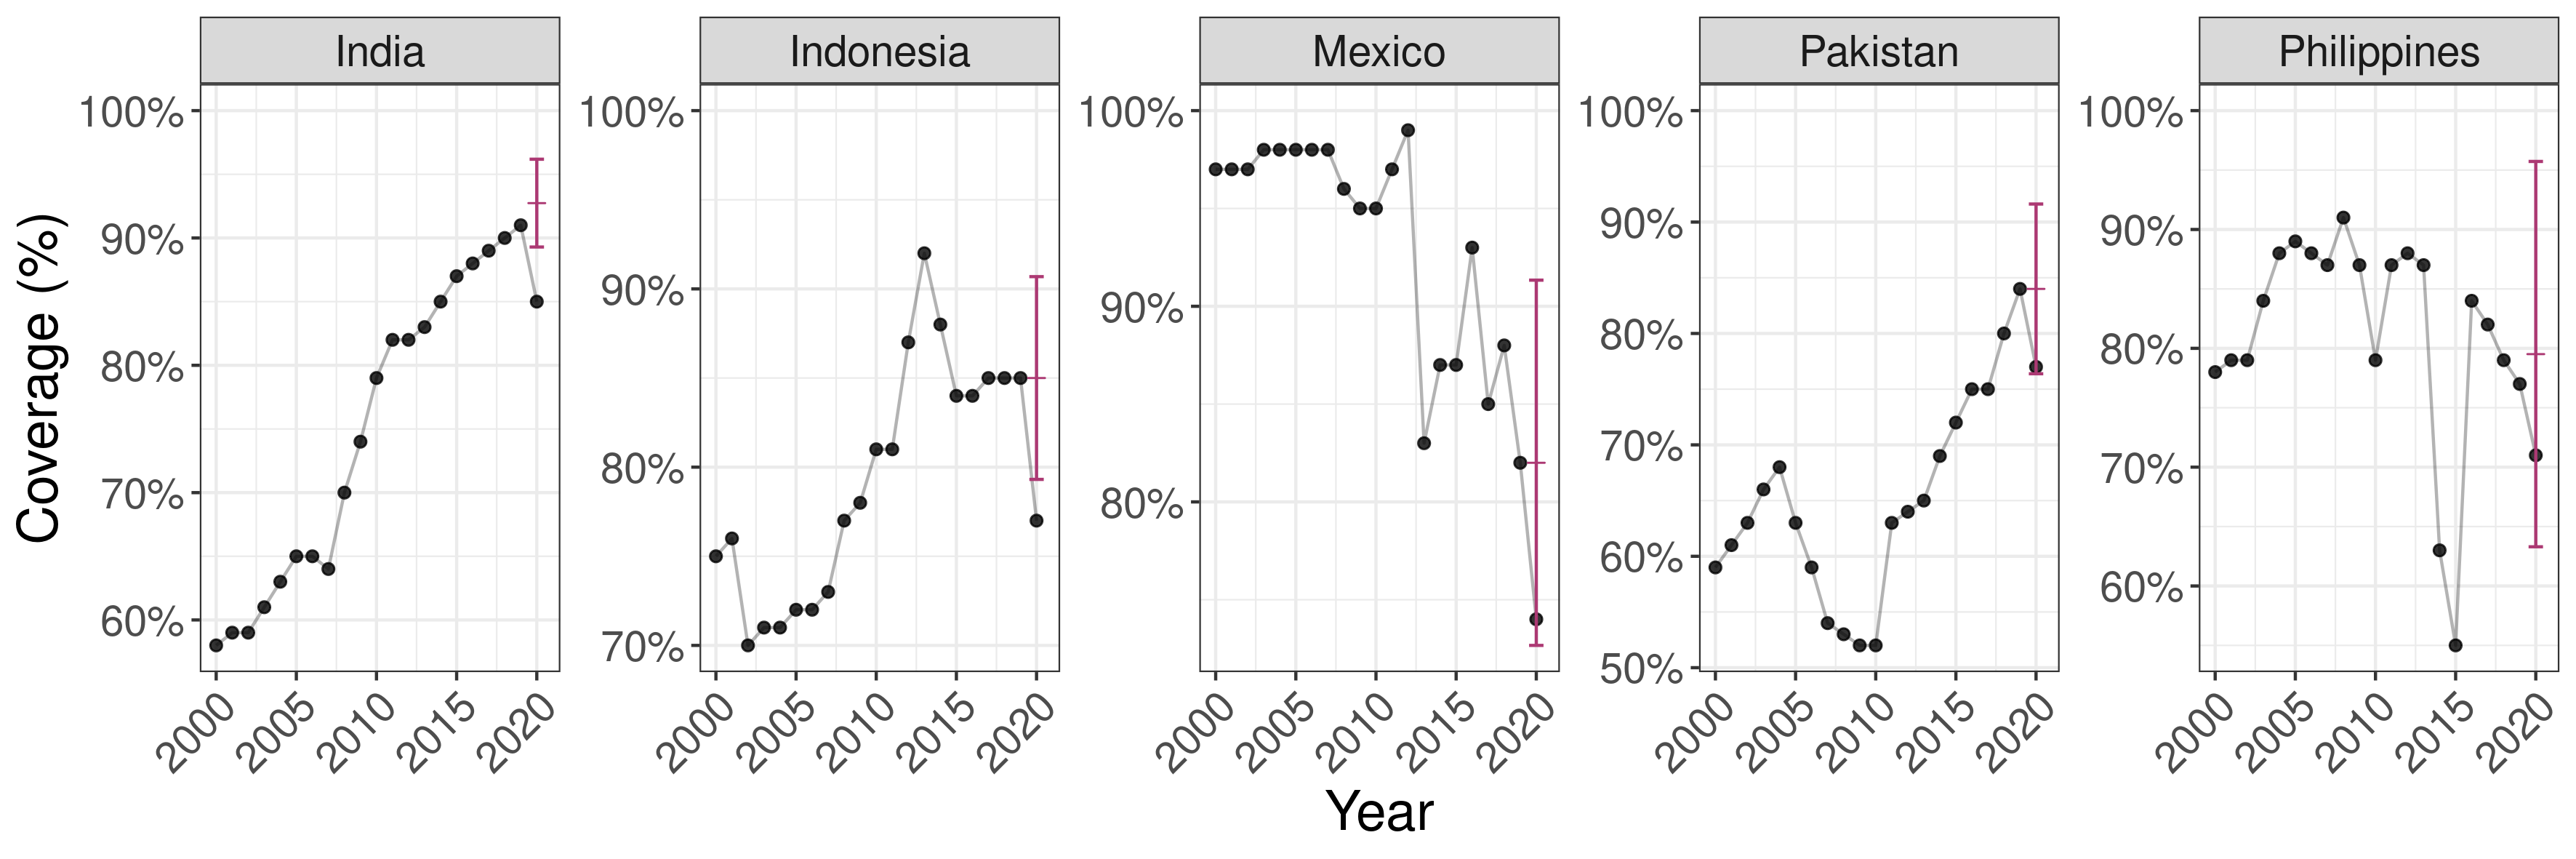 India Indonesia Mexico Pakistan Philippines
Coverage (%)
100% 100% 100% 100% 100%
90% 90% 90% 90% 90%
80% 80% 80% 80% 80%
70% 70% 70% 70%
60% 60% 60%
50%
2000 2005 2010 2015 2020 2000 2005 2010 2015 2020 2000 2005 2010 2015 2020 2000 2005 2010 2015 2020 2000 2005 2010 2015 2020
Year